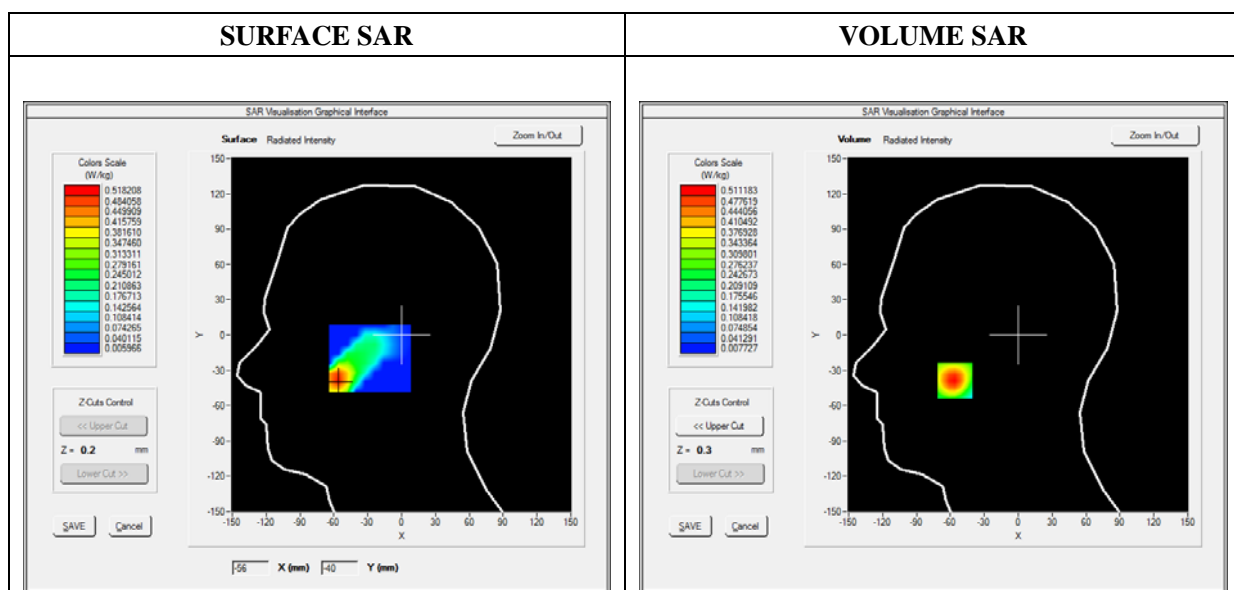 SURFACE SAR
VOLUME SAR
SAR Visualisation Graphical Interface
Surface Radiated Intensity
Zoom In/Out
Colors Scale
(W/kg)
0.518208
0.484058
0.449909
0.415759
0.381610
0.347460
0.313311
0.279161
0.245012
0.210863
0.176713
0.142564
0.108414
0.074265
0.040115
0.005966
150
120
90
60
30
0
-30
-60
-90
-120
-150
Y
-150 -120 -90 -60 -30 0 30 60 90 120 150
X
Z-Cuts Control
<< Upper Cut
Z = 0.2 mm
Lower Cut >>
SAVE Cancel
-56 X (mm) -40 Y (mm)
SAR Visualisation Graphical Interface
Volume Radiated Intensity
Zoom In/Out
Colors Scale
(W/kg)
0.511183
0.477619
0.444056
0.410492
0.376928
0.343364
0.309801
0.276237
0.242673
0.209109
0.175546
0.141982
0.108418
0.074854
0.041291
0.007727
150
120
90
60
30
0
-30
-60
-90
-120
-150
Y
-150 -120 -90 -60 -30 0 30 60 90 120 150
X
Z-Cuts Control
<< Upper Cut
Z = 0.3 mm
Lower Cut >>
SAVE Cancel